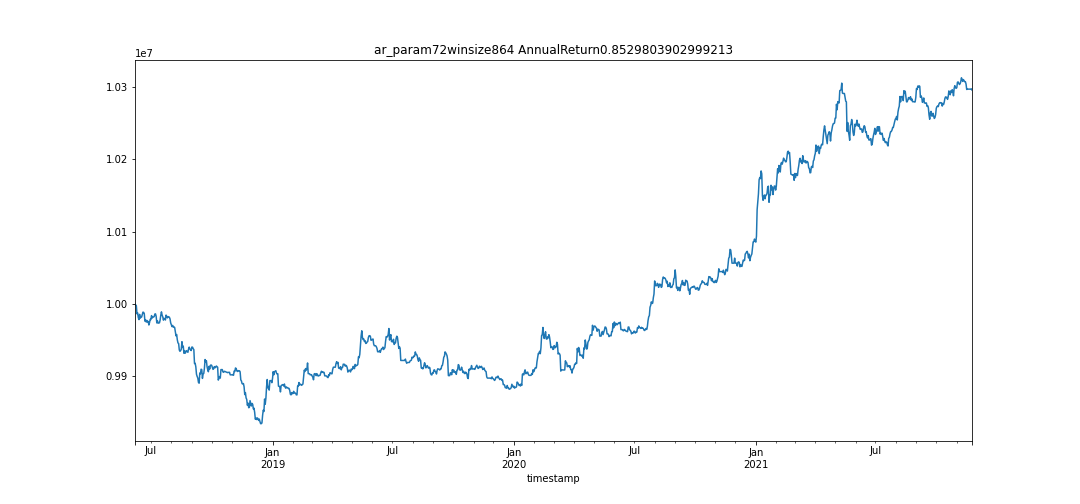 ar_param72winsize864 AnnualReturn0.8529803902999213
1e7
1.03
1.02
1.01
1.00
0.99
Jul
Jan
2019
Jul
Jan
2020
Jul
Jan
2021
Jul
timestamp